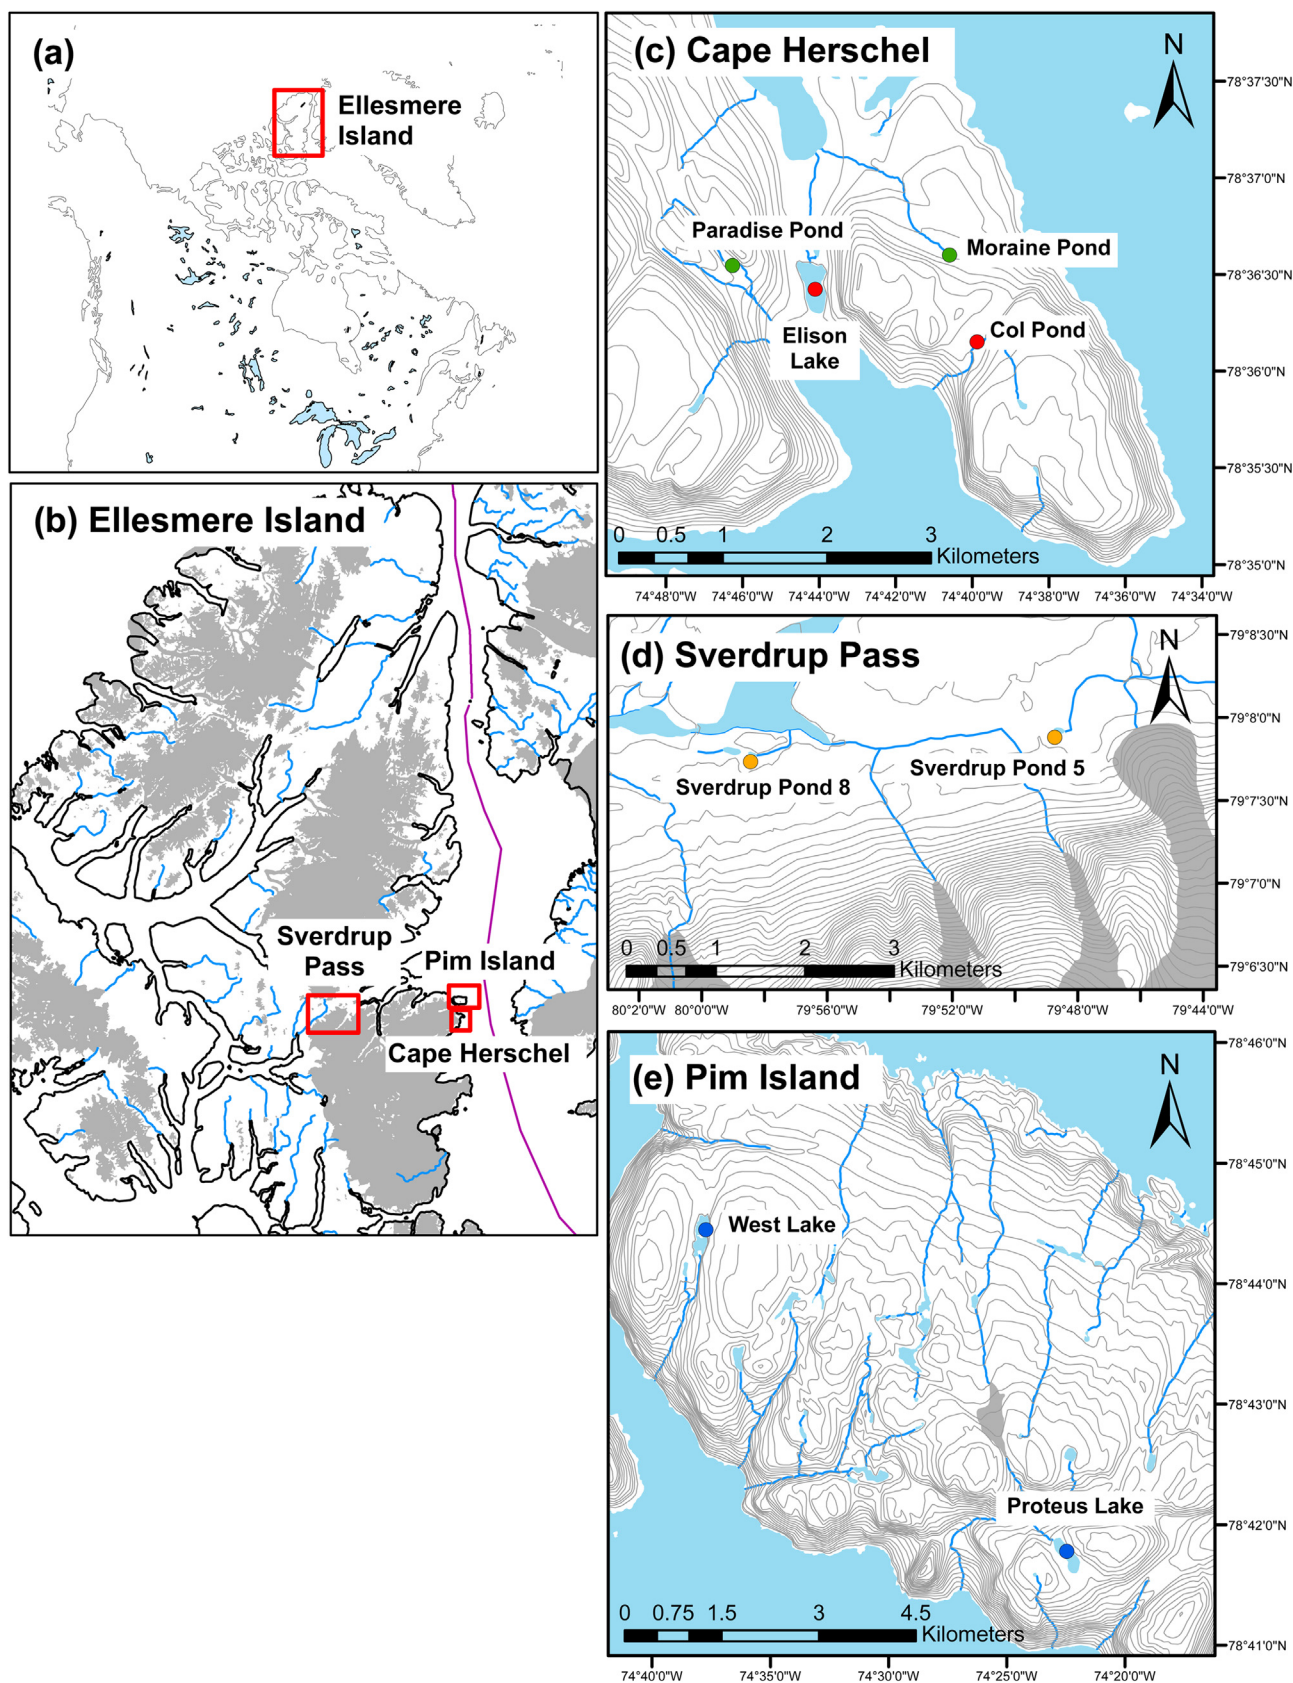 (a)
Ellesmere
Island
(b) Ellesmere Island
Sverdrup
Pass
Pim Island
Cape Herschel
(c) Cape Herschel
N
Paradise Pond
Moraine Pond
Elison
Lake
Col Pond
0 0.5 1 2 3
Kilometers
78°37'30"N
78°37'0"N
78°36'30"N
78°36'0"N
78°35'30"N
78°35'0"N
74°48'0"W 74°46'0"W 74°44'0"W 74°42'0"W 74°40'0"W 74°38'0"W 74°36'0"W 74°34'0"W
(d) Sverdrup Pass
N
Sverdrup Pond 8
Sverdrup Pond 5
0 0.5 1 2 3
Kilometers
79°8'30"N
79°8'0"N
79°7'30"N
79°7'0"N
79°6'30"N
80°2'0"W 80°0'0"W 79°56'0"W 79°52'0"W 79°48'0"W 79°44'0"W
(e) Pim Island
N
West Lake
Proteus Lake
0 0.75 1.5 3 4.5
Kilometers
78°46'0"N
78°45'0"N
78°44'0"N
78°43'0"N
78°42'0"N
78°41'0"N
74°40'0"W 74°35'0"W 74°30'0"W 74°25'0"W 74°20'0"W